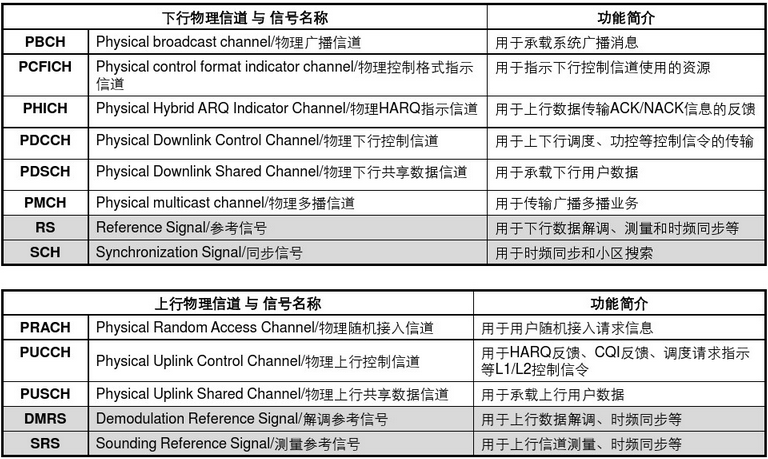 下行物理信道 与 信号名称 功能简介
PBCH Physical broadcast channel/物理广播信道 用于承载系统广播消息
PCFICH Physical control format indicator channel/物理控制格式指示 用于指示下行控制信道使用的资源
信道
PHICH Physical Hybrid ARQ Indicator Channel/物理HARQ指示信道 用于上行数据传输ACK/NACK信息的反馈
PDCCH Physical Downlink Control Channel/物理下行控制信道 用于上下行调度、功控等控制信令的传输
PDSCH Physical Downlink Shared Channel/物理下行共享数据信道 用于承载下行用户数据
PMCH Physical multicast channel/物理多播信道 用于传输广播多播业务
RS Reference Signal/参考信号 用于下行数据解调、测量和时频同步等
SCH Synchronization Signal/同步信号 用于时频同步和小区搜索
上行物理信道 与 信号名称 功能简介
PRACH Physical Random Access Channel/物理随机接入信道 用于用户随机接入请求信息
PUCCH Physical Uplink Control Channel/物理上行控制信道 用于HARQ反馈、CQI反馈、调度请求指示
等L1/L2控制信令
PUSCH Physical Uplink Shared Channel/物理上行共享数据信道 用于承载上行用户数据
DMRS Demodulation Reference Signal/解调参考信号 用于上行数据解调、时频同步等
SRS Sounding Reference Signal/测量参考信号 用于上行信道测量、时频同步等